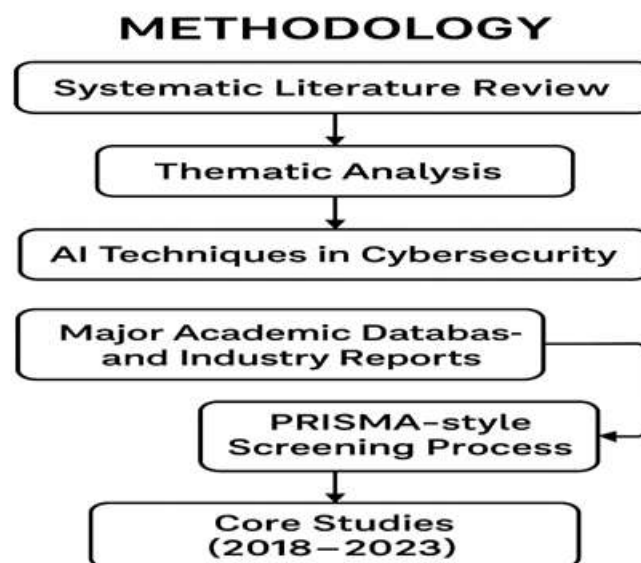 METHODOLOGY
Systematic Literature Review
Thematic Analysis
AI Techniques in Cybersecurity
Major Academic Databas-
and Industry Reports
PRISMA-style
Screening Process
Core Studies
(2018–2023)